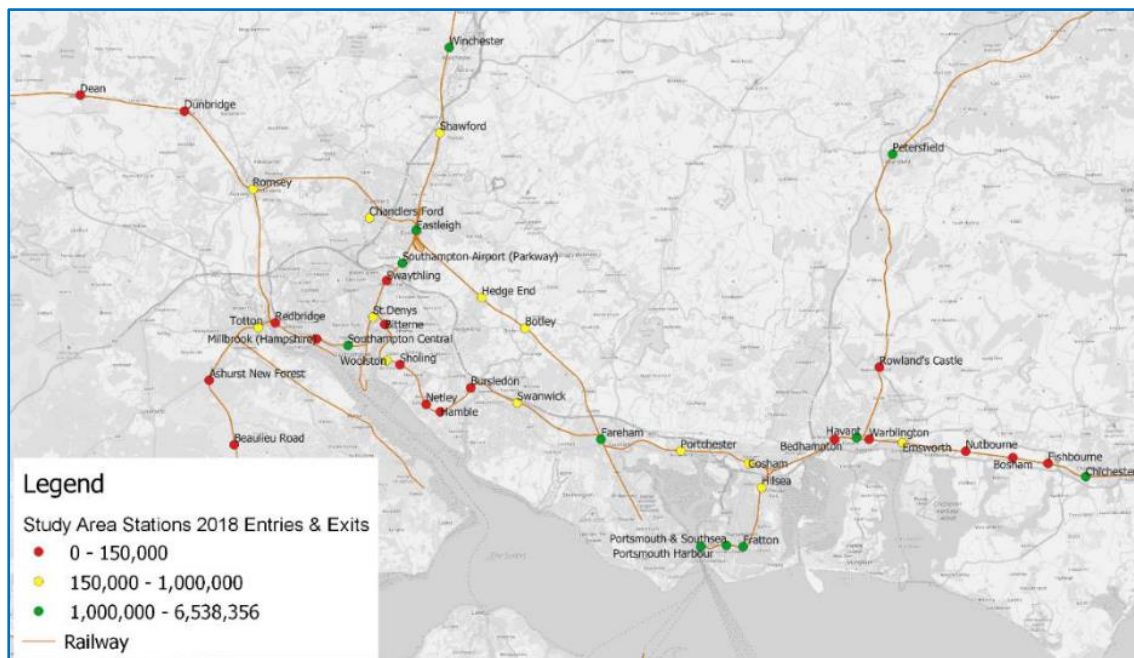 Winchester
Dean
Dunbridge
Shawford
Petersfield
Romsey
Chandlers Ford
Eastleigh
Southampton Airport (Parkway)
Swaythling
Hedge End
St.Denys
Botley
Totton
Redbridge
Bitterne
Millbrook (Hampshire)
Southampton Central
Woolston
Sholing
Rowland's Castle
Ashurst New Forest
Bursledon
Netley
Swanwick
Hamble
Beaulieu Road
Fareham
Portchester
Havant
Warblington
Bedhampton
Emsworth
Nutbourne
Bosham
Fishbourne
Chichester
Cosham
Hilsea
Portsmouth & Southsea
Portsmouth Harbour
Fratton
Legend
Study Area Stations 2018 Entries & Exits
0 - 150,000
150,000 - 1,000,000
1,000,000 - 6,538,356
Railway